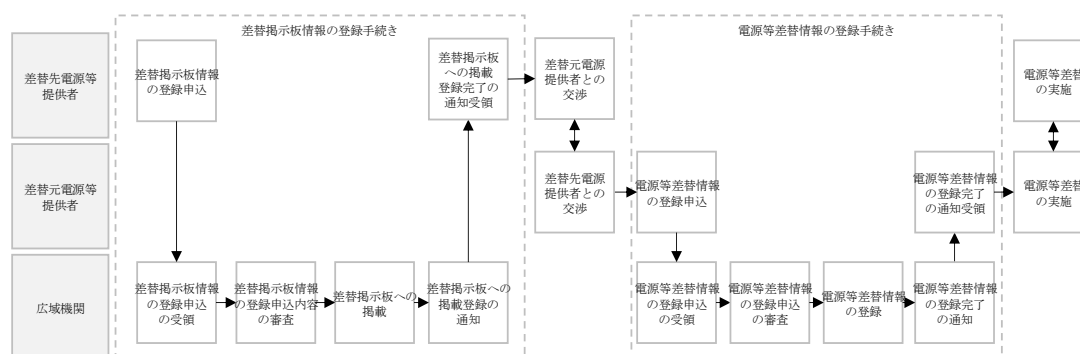 差替掲示板情報の登録手続き
電源等差替情報の登録手続き
差替先電源等
提供者
差替掲示板情報
の登録申込
差替掲示板
への掲載
登録完了の
通知受領
差替元電源
提供者との
交渉
電源等差替
の実施
差替元電源等
提供者
差替先電源
提供者との
交渉
電源等差替情報
の登録申込
電源等差替情報
の登録完了
の通知受領
電源等差替
の実施
広域機関
差替掲示板情報
の登録申込
の受領
差替掲示板情報
の登録申込内容
の審査
差替掲示板への
掲載
差替掲示板への
掲載登録の
通知
電源等差替情報
の登録申込
の受領
電源等差替情報
の登録申込
の審査
電源等差替情報
の登録
電源等差替情報
の登録完了
の通知